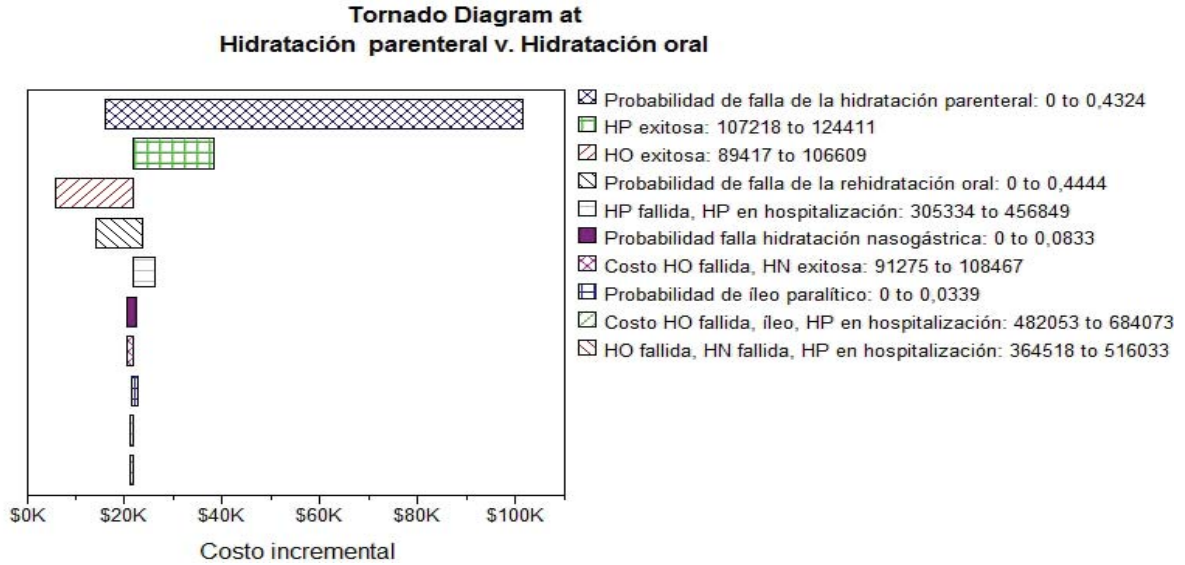 Tornado Diagram at
Hidratación parenteral v. Hidratación oral
Probabilidad de falla de la hidratación parenteral: 0 to 0,4324
HP exitosa: 107218 to 124411
HO exitosa: 89417 to 106609
Probabilidad de falla de la rehidratación oral: 0 to 0,4444
HP fallida, HP en hospitalización: 305334 to 456849
Probabilidad falla hidratación nasogástrica: 0 to 0,0833
Costo HO fallida, HN exitosa: 91275 to 108467
Probabilidad de íleo paralítico: 0 to 0,0339
Costo HO fallida, íleo, HP en hospitalización: 482053 to 684073
HO fallida, HN fallida, HP en hospitalización: 364518 to 516033
$0K $20K $40K $60K $80K $100K
Costo incremental